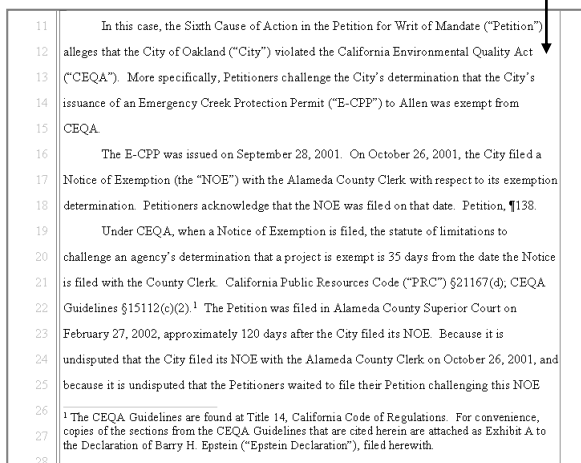 11 In this case, the Sixth Cause of Action in the Petition for Writ of Mandate (“Petition”)
12 alleges that the City of Oakland (“City”) violated the California Environmental Quality Act
13 (“CEQA”). More specifically, Petitioners challenge the City’s determination that the City’s
14 issuance of an Emergency Creek Protection Permit (“E-CPP”) to Allen was exempt from
15 CEQA.
16 The E-CPP was issued on September 28, 2001. On October 26, 2001, the City filed a
17 Notice of Exemption (the “NOE”) with the Alameda County Clerk with respect to its exemption
18 determination. Petitioners acknowledge that the NOE was filed on that date. Petition, ¶138.
19 Under CEQA, when a Notice of Exemption is filed, the statute of limitations to
20 challenge an agency’s determination that a project is exempt is 35 days from the date the Notice
21 is filed with the County Clerk. California Public Resources Code (“PRC”) §21167(d); CEQA
22 Guidelines §15112(c)(2).¹ The Petition was filed in Alameda County Superior Court on
23 February 27, 2002, approximately 120 days after the City filed its NOE. Because it is
24 undisputed that the City filed its NOE with the Alameda County Clerk on October 26, 2001, and
25 because it is undisputed that the Petitioners waited to file their Petition challenging this NOE
26
¹ The CEQA Guidelines are found at Title 14, California Code of Regulations. For convenience,
27 copies of the sections from the CEQA Guidelines that are cited herein are attached as Exhibit A to
the Declaration of Barry H. Epstein (“Epstein Declaration”), filed herewith.
28